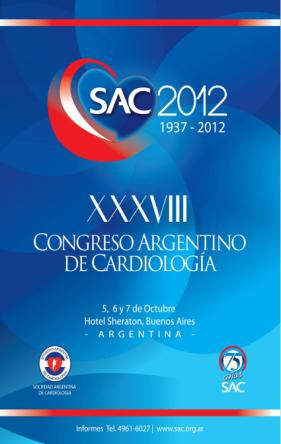 SAC 2012
1937 - 2012
XXXVIII
CONGRESO ARGENTINO
DE CARDIOLOGÍA
5, 6 y 7 de Octubre
Hotel Sheraton, Buenos Aires
- ARGENTINA -
SOCIEDAD ARGENTINA
DE CARDIOLOGÍA
75
años
SAC
Informes Tel. 4961-6027 | www.sac.org.ar